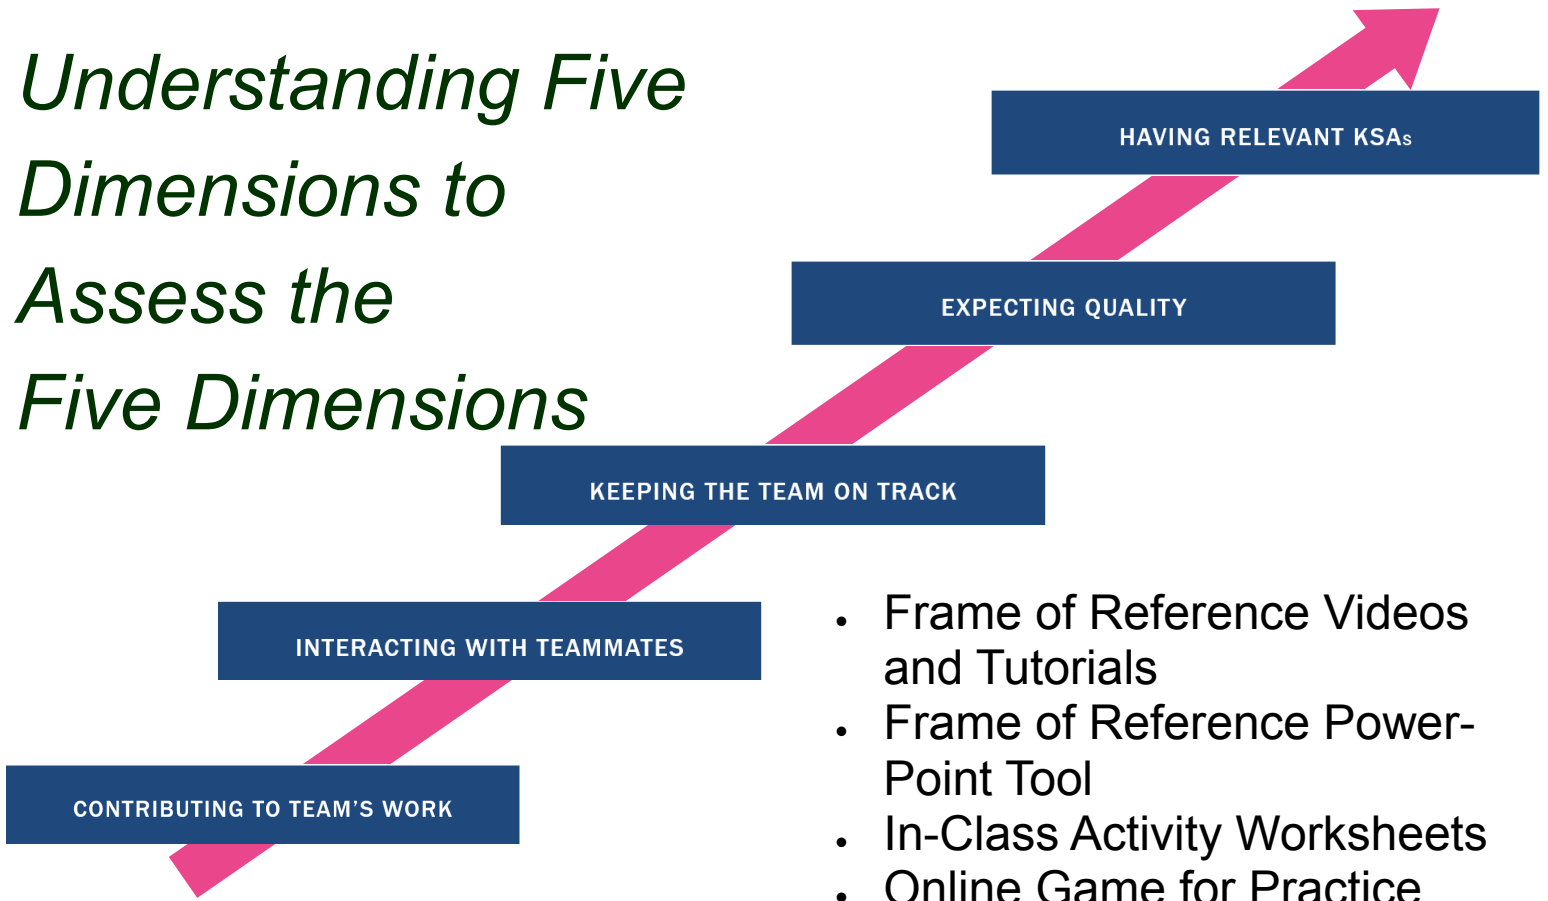 Understanding Five
Dimensions to
Assess the
Five Dimensions
HAVING RELEVANT KSAs
EXPECTING QUALITY
KEEPING THE TEAM ON TRACK
INTERACTING WITH TEAMMATES
CONTRIBUTING TO TEAM’S WORK
• Frame of Reference Videos
and Tutorials
• Frame of Reference Power-
Point Tool
• In-Class Activity Worksheets
• Online Game for Practice